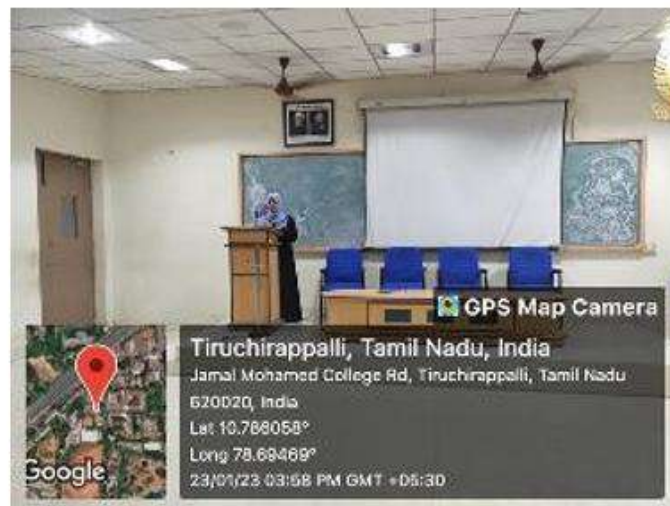 GPS Map Camera
Tiruchirappalli, Tamil Nadu, India
Jamal Mohamed College Rd, Tiruchirappalli, Tamil Nadu
620020, India
Lat 10.786058°
Long 78.69469°
23/01/23 03:58 PM GMT +05:30
Google